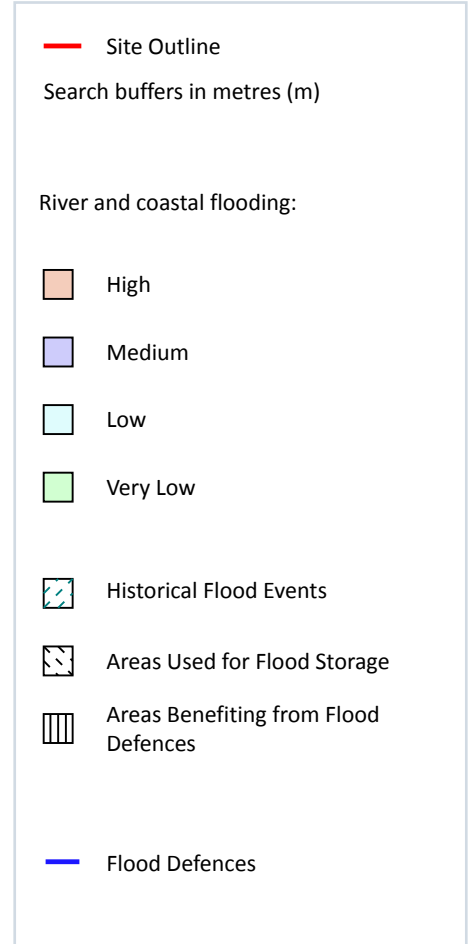 Site Outline
Search buffers in metres (m)
River and coastal flooding:
High
Medium
Low
Very Low
Historical Flood Events
Areas Used for Flood Storage
Areas Benefiting from Flood
Defences
Flood Defences